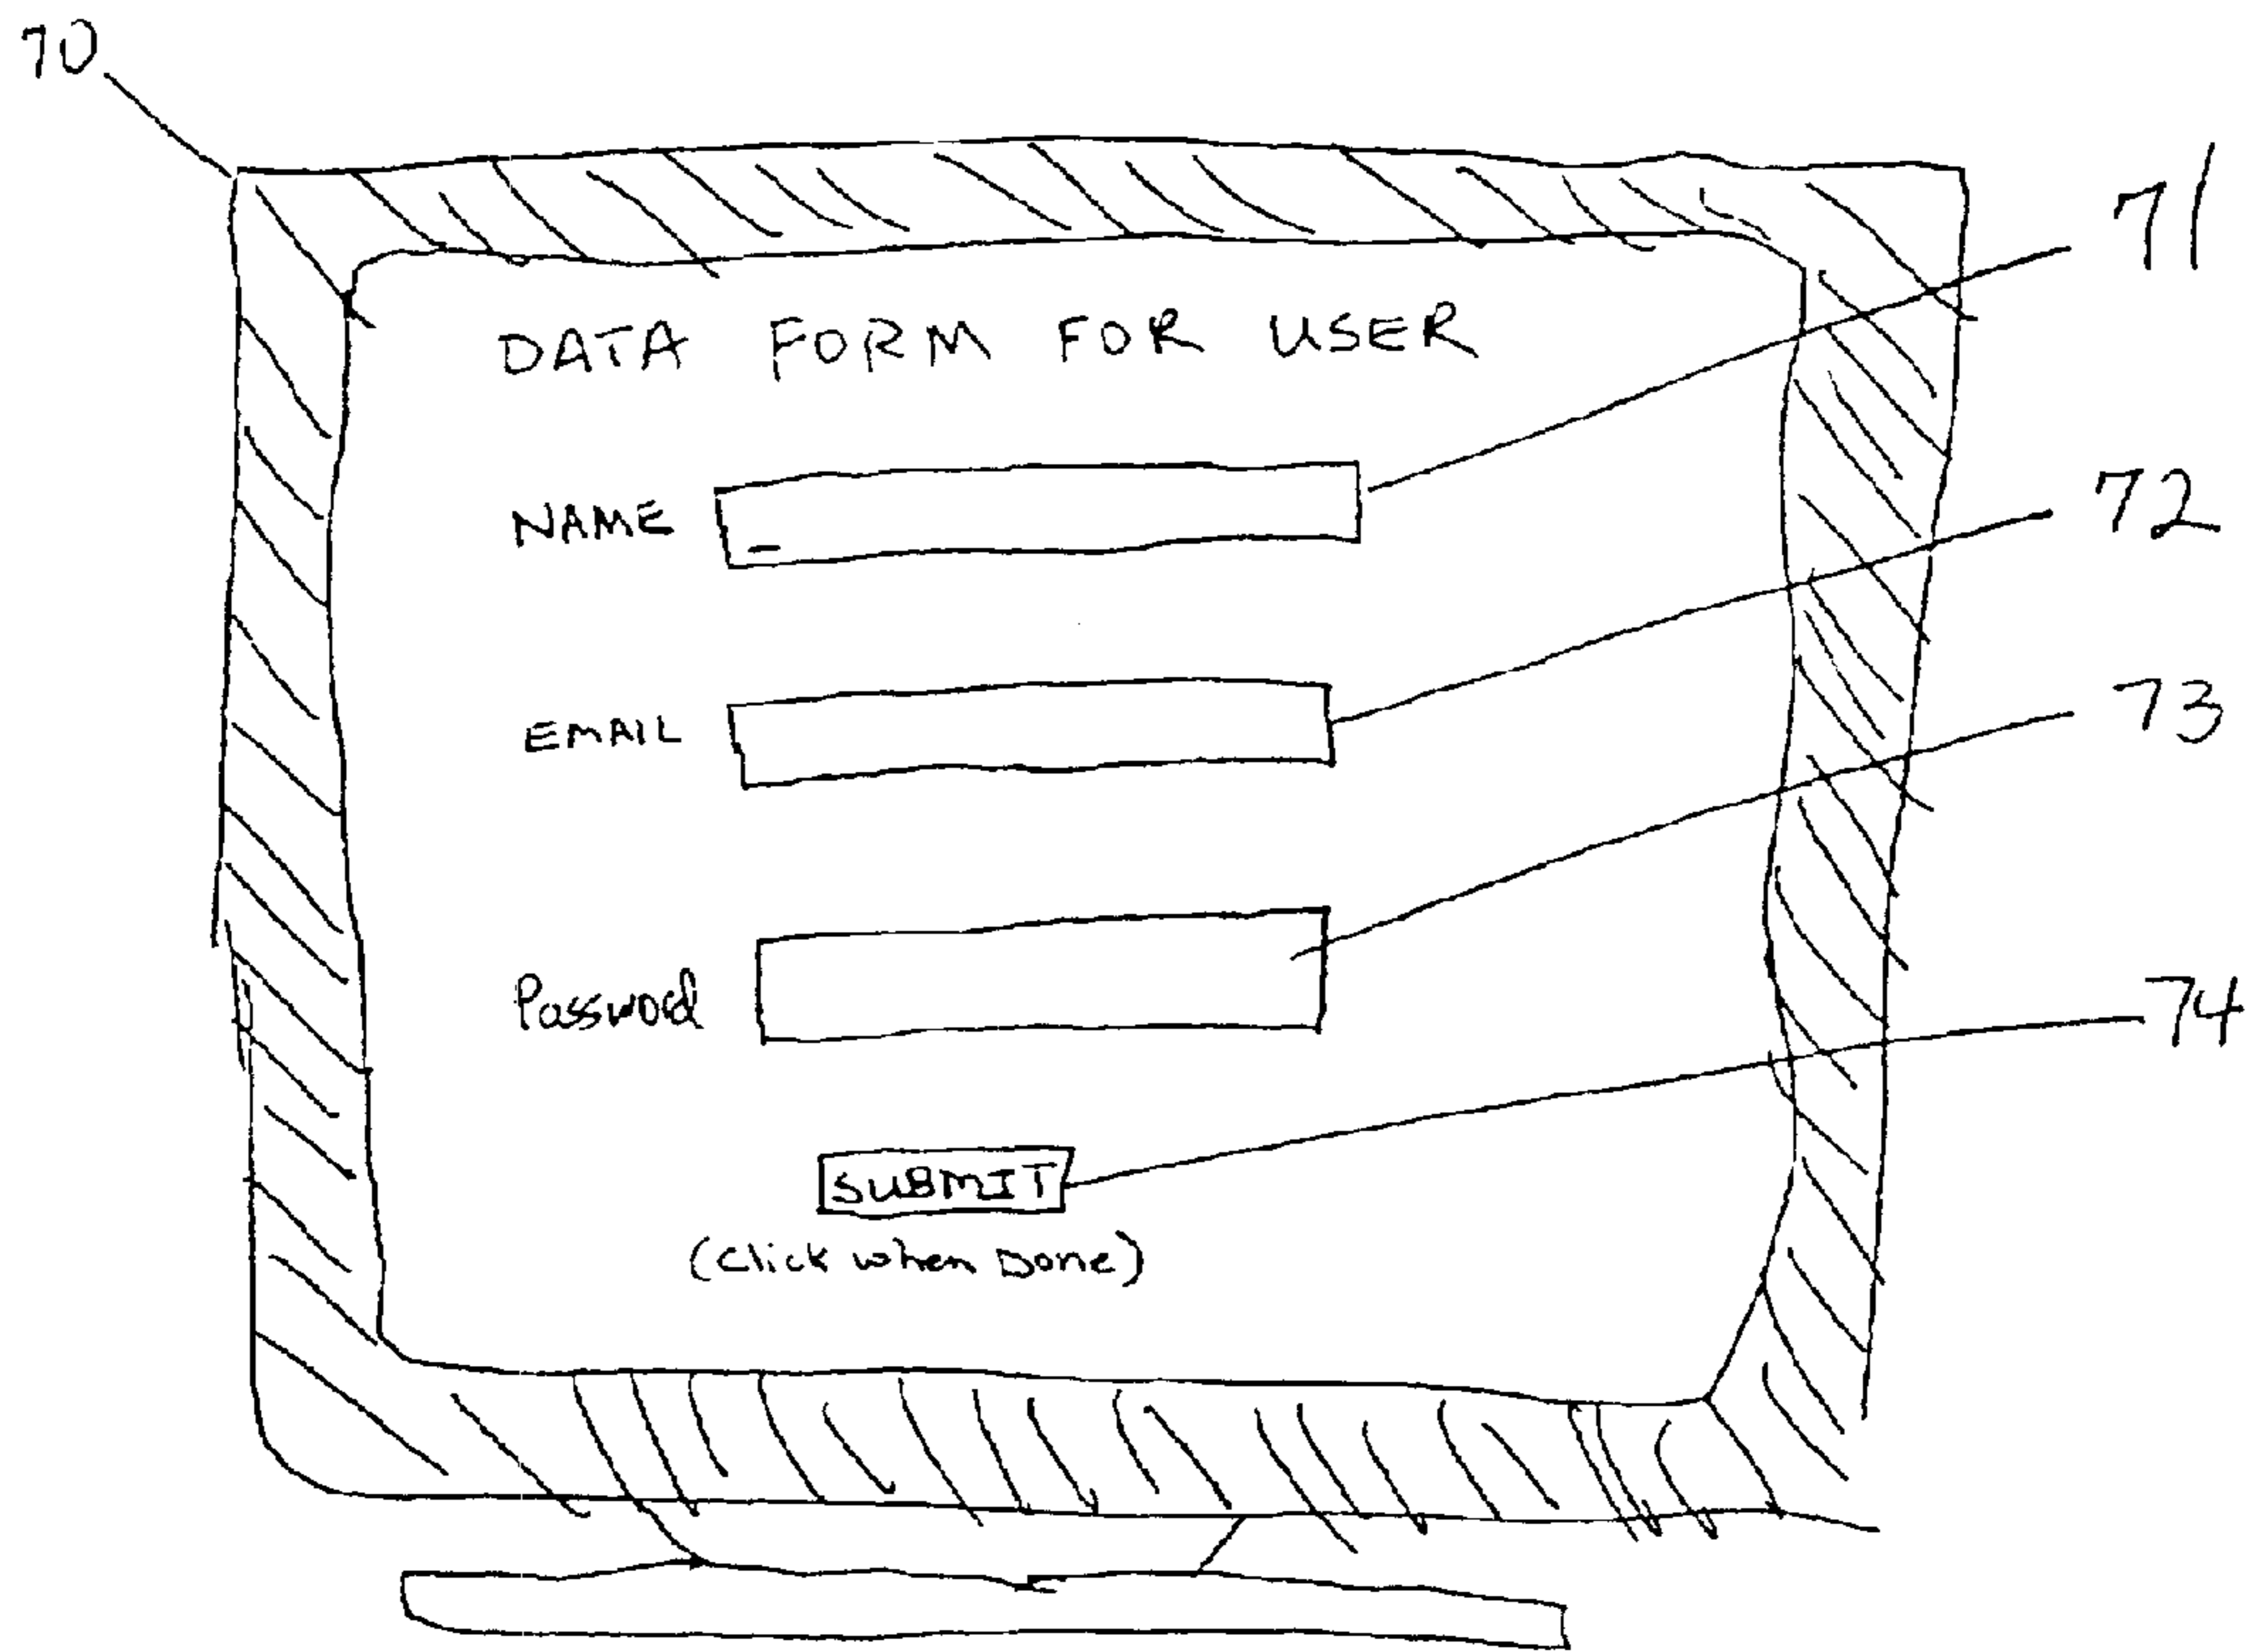 70
71
DATA FORM FOR USER
NAME
72
EMAIL
73
Password
74
SUBMIT
(Click when Done)